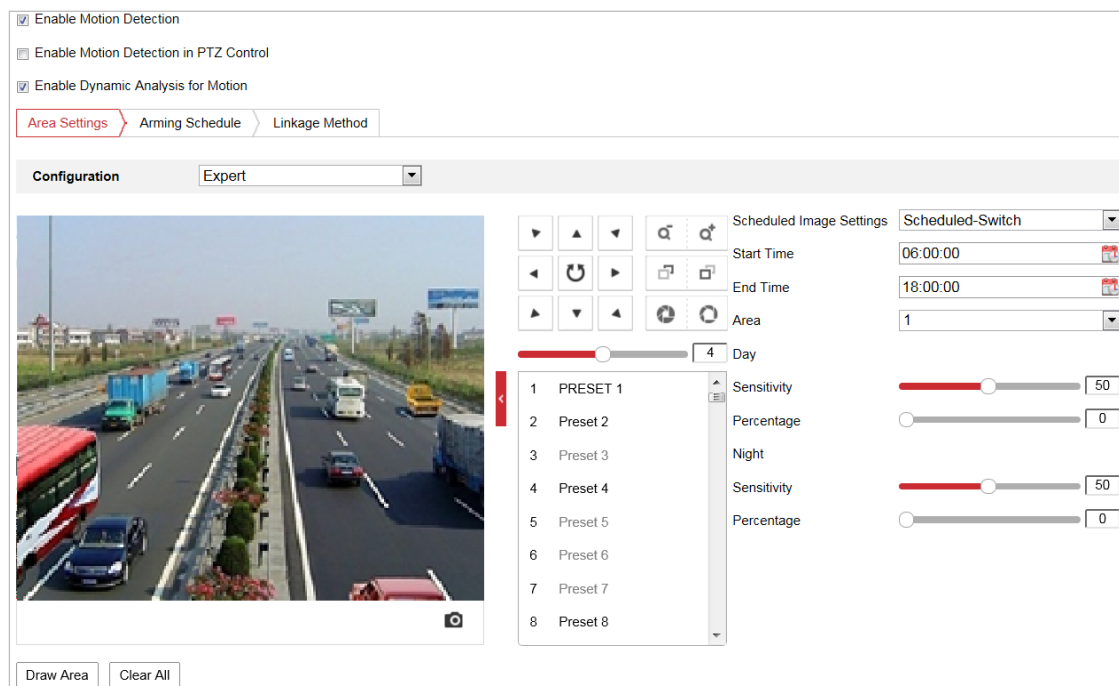 Enable Motion Detection
Enable Motion Detection in PTZ Control
Enable Dynamic Analysis for Motion
Area Settings Arming Schedule Linkage Method
Configuration Expert
Scheduled Image Settings Scheduled-Switch
Start Time 06:00:00
End Time 18:00:00
Area 1
4 Day
1 PRESET 1
Sensitivity 50
2 Preset 2
Percentage 0
3 Preset 3
Night
4 Preset 4
Sensitivity 50
5 Preset 5
Percentage 0
6 Preset 6
7 Preset 7
8 Preset 8
Draw Area Clear All